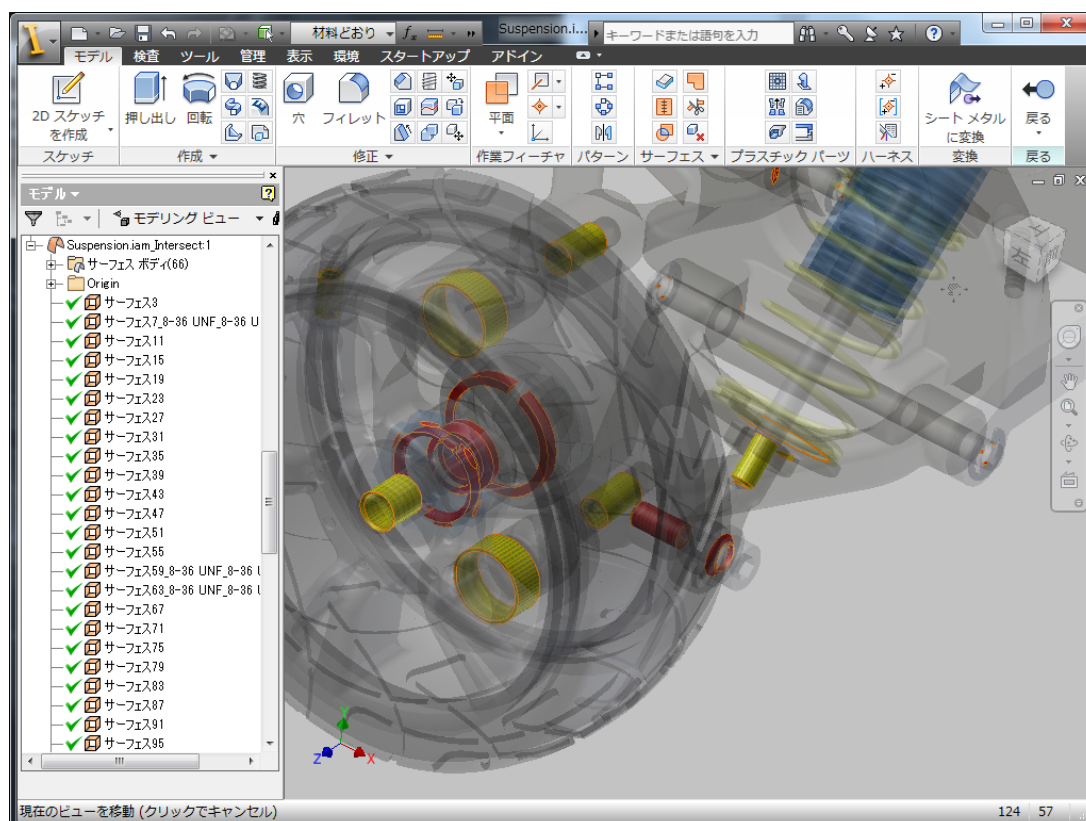 材料どおり
Suspension.i...
キーワードまたは語句を入力
モデル 検査 ツール 管理 表示 環境 スタートアップ アドイン
2D スケッチ
を作成
押し出し 回転
穴 フィレット
平面
シート メタル
に変換
戻る
スケッチ 作成 修正 作業フィーチャ パターン サーフェス プラスチック パーツ ハーネス 変換 戻る
モデル
モデリング ビュー
Suspension.iam_Intersect:1
サーフェス ボディ(66)
Origin
サーフェス3
サーフェス7_8-36 UNF_8-36 U
サーフェス11
サーフェス15
サーフェス19
サーフェス23
サーフェス27
サーフェス31
サーフェス35
サーフェス39
サーフェス43
サーフェス47
サーフェス51
サーフェス55
サーフェス59_8-36 UNF_8-36 U
サーフェス63_8-36 UNF_8-36 U
サーフェス67
サーフェス71
サーフェス75
サーフェス79
サーフェス83
サーフェス87
サーフェス91
サーフェス95
左
上
Y
Z
X
現在のビューを移動 (クリックでキャンセル)
124 57